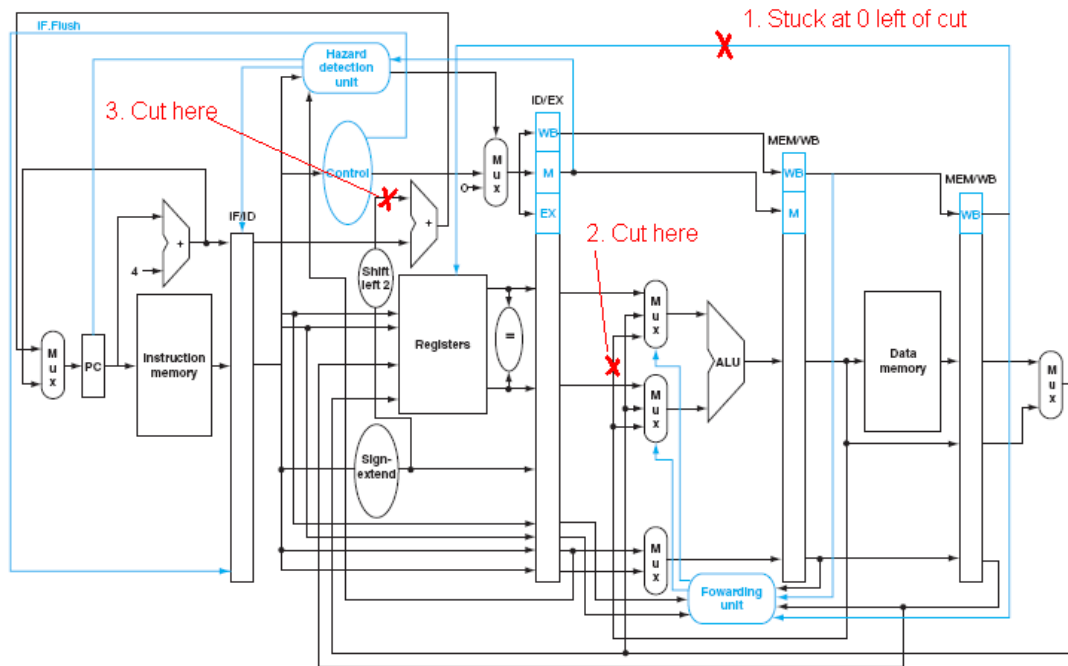 1. Stuck at 0 left of cut
IF.Flush
Hazard
detection
unit
3. Cut here
ID/EX
WB
MEM/WB
M
u
x
Control
0
M
WB
MEM/WB
EX
M
WB
IF/ID
+
+
4
Shift
left 2
2. Cut here
M
u
x
Registers
=
M
u
x
PC
Instruction
memory
ALU
Data
memory
M
u
x
M
u
x
Sign-
extend
M
u
x
Fowarding
unit